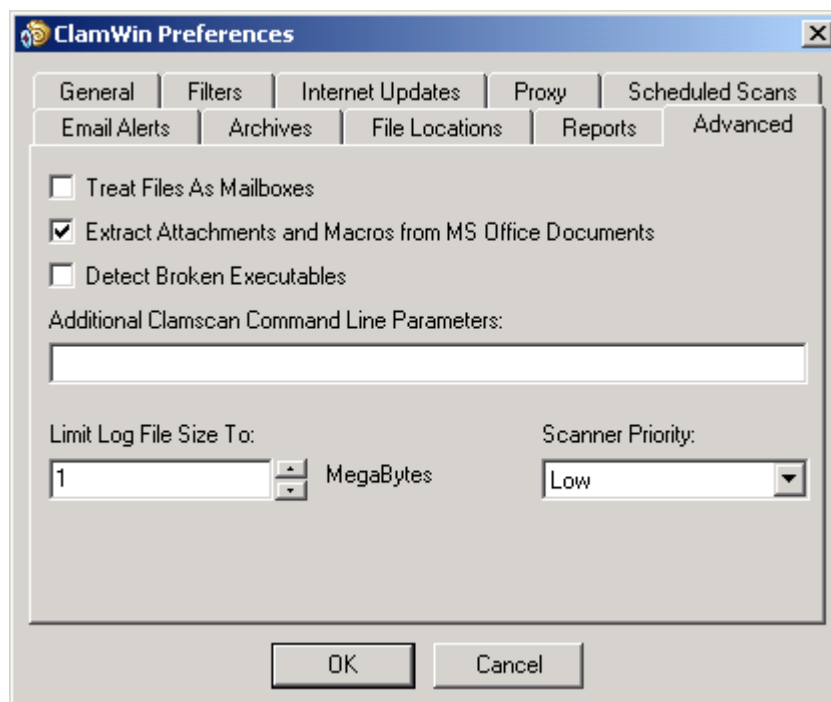 ClamWin Preferences
General Filters Internet Updates Proxy Scheduled Scans
Email Alerts Archives File Locations Reports Advanced
Treat Files As Mailboxes
Extract Attachments and Macros from MS Office Documents
Detect Broken Executables
Additional Clamscan Command Line Parameters:
Limit Log File Size To: Scanner Priority:
1 MegaBytes Low
OK Cancel